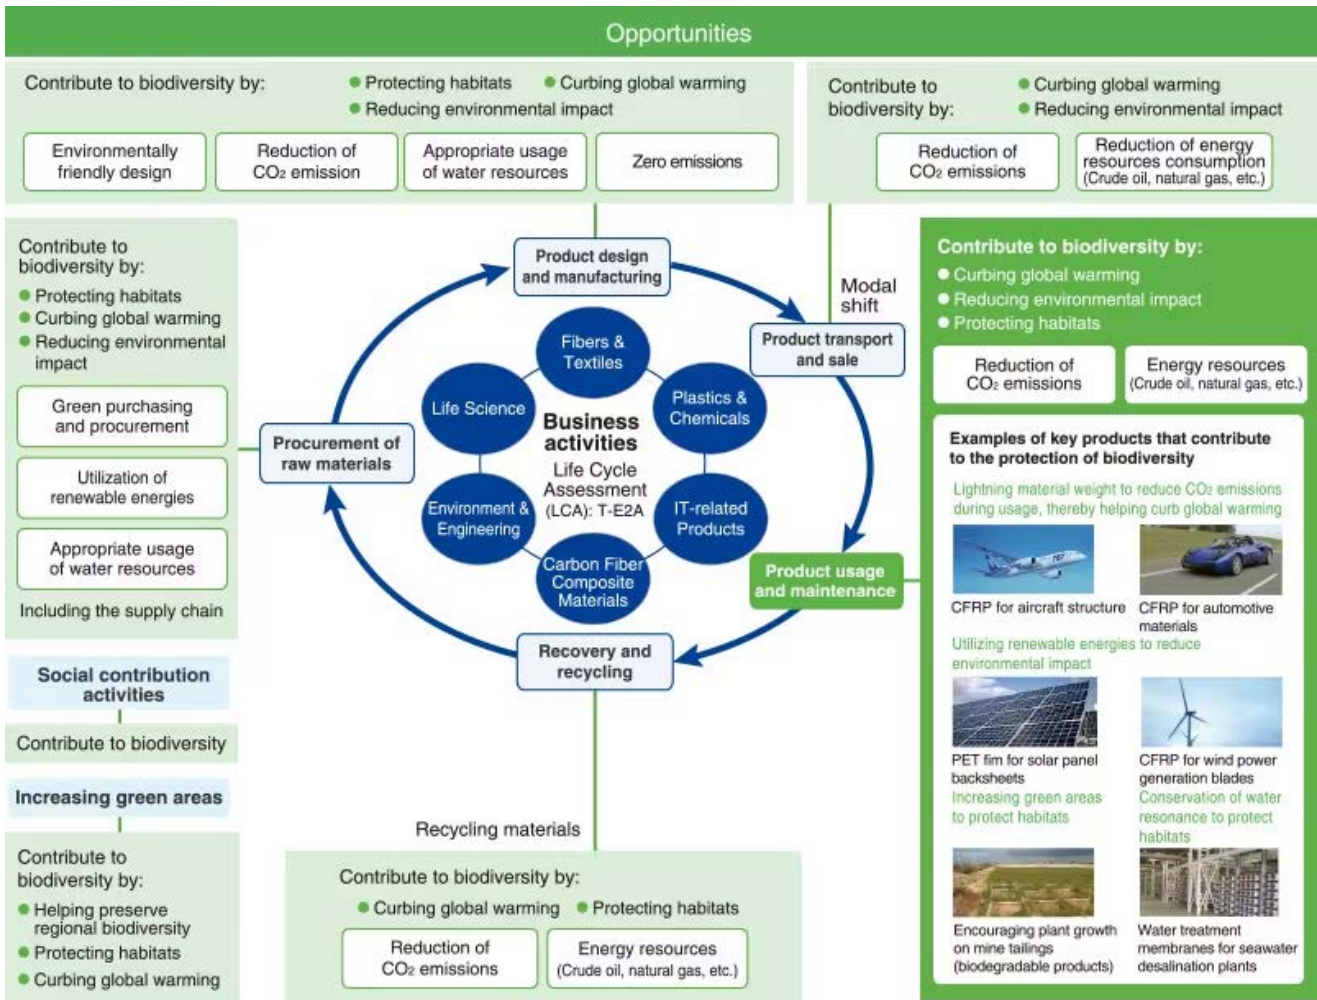 Opportunities
Contribute to biodiversity by:
Protecting habitats
Curbing global warming
Reducing environmental impact
Environmentally
friendly design
Reduction of
CO₂ emission
Appropriate usage
of water resources
Zero emissions
Contribute to
biodiversity by:
Curbing global warming
Reducing environmental impact
Reduction of
CO₂ emissions
Reduction of energy
resources consumption
(Crude oil, natural gas, etc.)
Contribute to
biodiversity by:
Protecting habitats
Curbing global warming
Reducing environmental
impact
Green purchasing
and procurement
Utilization of
renewable energies
Appropriate usage
of water resources
Including the supply chain
Social contribution
activities
Contribute to biodiversity
Increasing green areas
Contribute to
biodiversity by:
Helping preserve
regional biodiversity
Protecting habitats
Curbing global warming
Product design
and manufacturing
Modal
shift
Product transport
and sale
Procurement of
raw materials
Fibers &
Textiles
Life Science
Plastics &
Chemicals
Business
activities
Life Cycle
Assessment
(LCA): T-E2A
Environment &
Engineering
IT-related
Products
Carbon Fiber
Composite
Materials
Product usage
and maintenance
Recovery and
recycling
Recycling materials
Contribute to biodiversity by:
Curbing global warming
Protecting habitats
Reduction of
CO₂ emissions
Energy resources
(Crude oil, natural gas, etc.)
Contribute to biodiversity by:
Curbing global warming
Reducing environmental impact
Protecting habitats
Reduction of
CO₂ emissions
Energy resources
(Crude oil, natural gas, etc.)
Examples of key products that contribute
to the protection of biodiversity
Lightning material weight to reduce CO₂ emissions
during usage, thereby helping curb global warming
787
CFRP for aircraft structure
CFRP for automotive
materials
Utilizing renewable energies to reduce
environmental impact
PET fim for solar panel
backsheets
CFRP for wind power
generation blades
Increasing green areas
to protect habitats
Conservation of water
resonance to protect
habitats
Encouraging plant growth
on mine tailings
(biodegradable products)
Water treatment
membranes for seawater
desalination plants